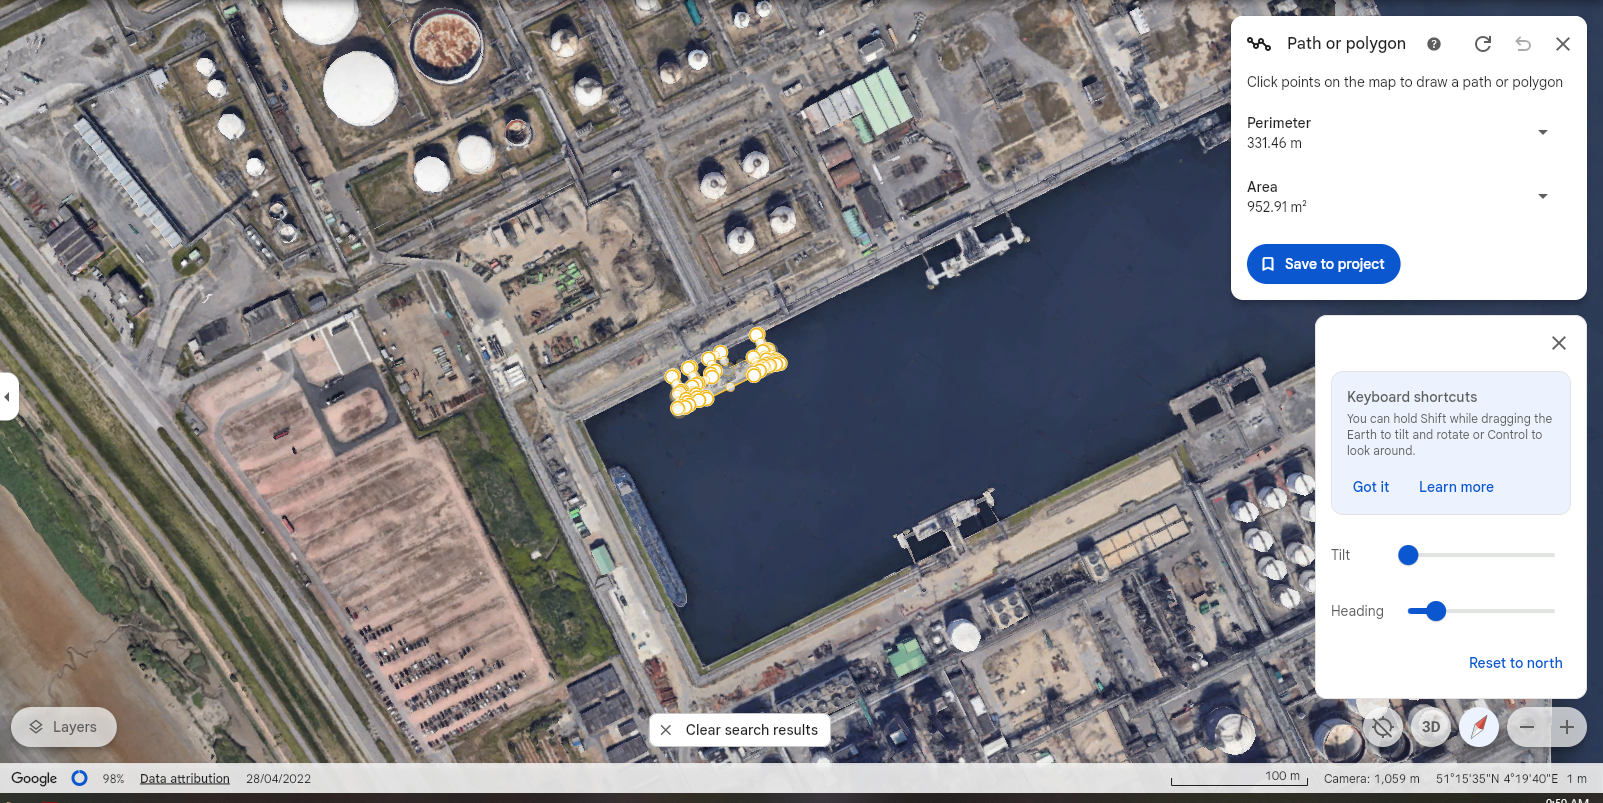 Path or polygon
Click points on the map to draw a path or polygon
Perimeter
331.46 m
Area
952.91 m²
Save to project
Keyboard shortcuts
You can hold Shift while dragging the
Earth to tilt and rotate or Control to
look around.
Got it Learn more
Tilt
Heading
Reset to north
Layers
Clear search results
3D
Google 98% Data attribution 28/04/2022 100 m Camera: 1,059 m 51°15'35"N 4°19'40"E 1 m